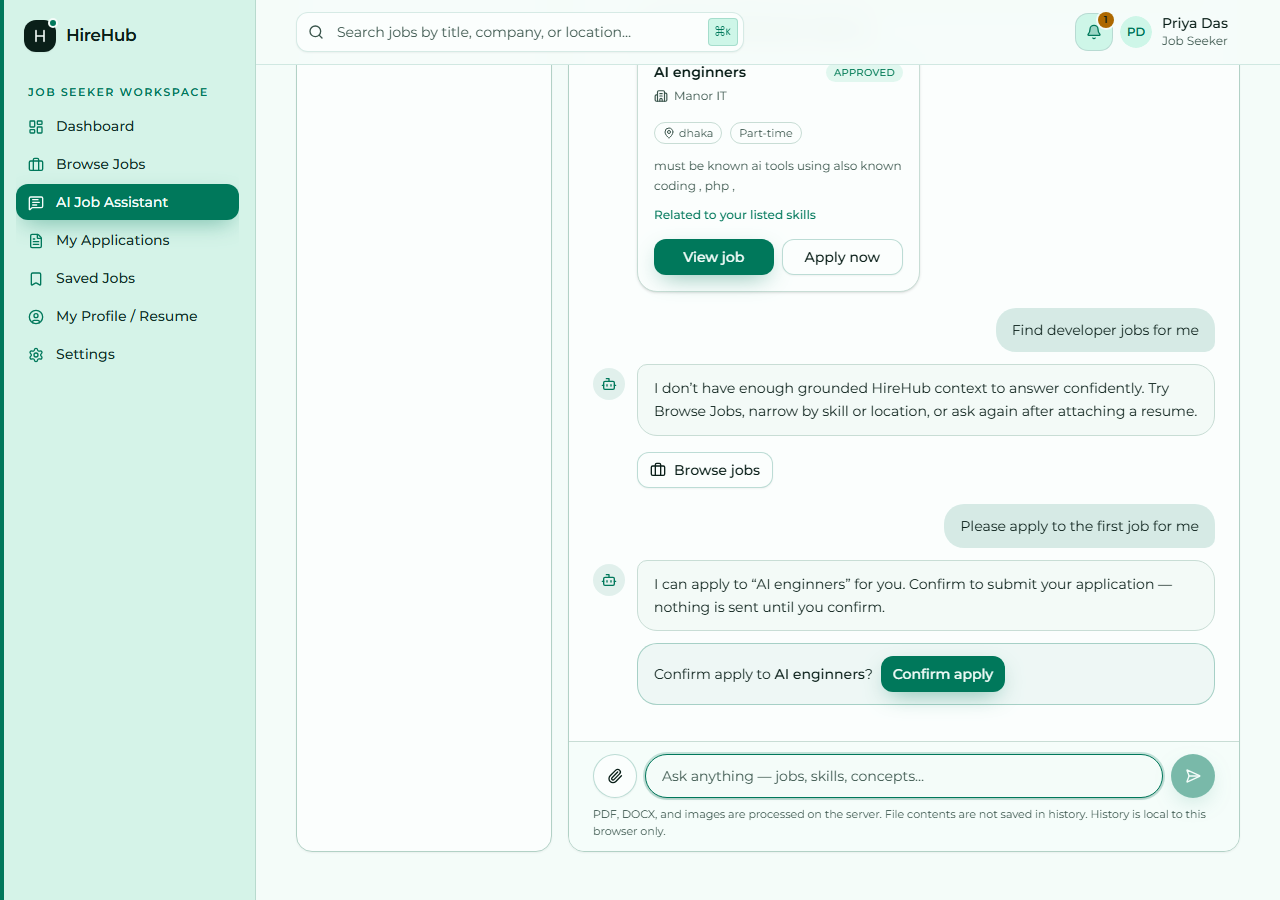 HireHub
H
JOB SEEKER WORKSPACE
Dashboard
Browse Jobs
AI Job Assistant
My Applications
Saved Jobs
My Profile / Resume
Settings
Search jobs by title, company, or location...
⌘K
1
PD
Priya Das
Job Seeker
AI enginners
APPROVED
Manor IT
dhaka
Part-time
must be known ai tools using also known
coding , php ,
Related to your listed skills
View job
Apply now
Find developer jobs for me
I don’t have enough grounded HireHub context to answer confidently. Try
Browse Jobs, narrow by skill or location, or ask again after attaching a resume.
Browse jobs
Please apply to the first job for me
I can apply to “AI enginners” for you. Confirm to submit your application —
nothing is sent until you confirm.
Confirm apply to AI enginners?
Confirm apply
Ask anything — jobs, skills, concepts...
PDF, DOCX, and images are processed on the server. File contents are not saved in history. History is local to this
browser only.